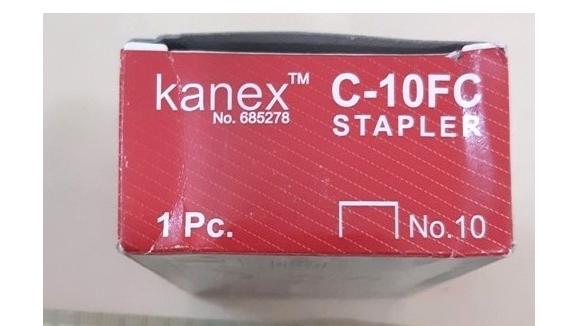 kanex™ C-10FC
No. 685278 STAPLER
1 Pc. No.10